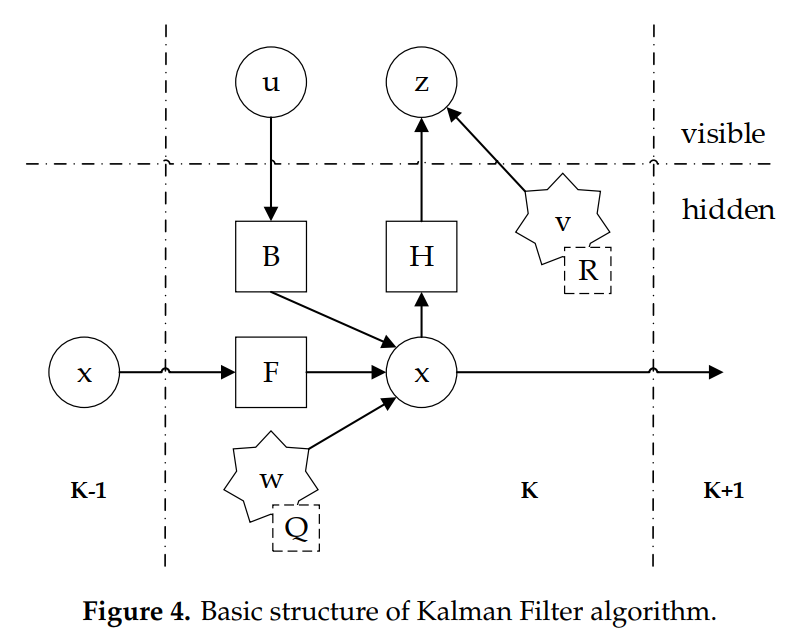 u
z
visible
hidden
v
R
B
H
x
F
x
w
Q
K-1
K
K+1
Figure 4. Basic structure of Kalman Filter algorithm.